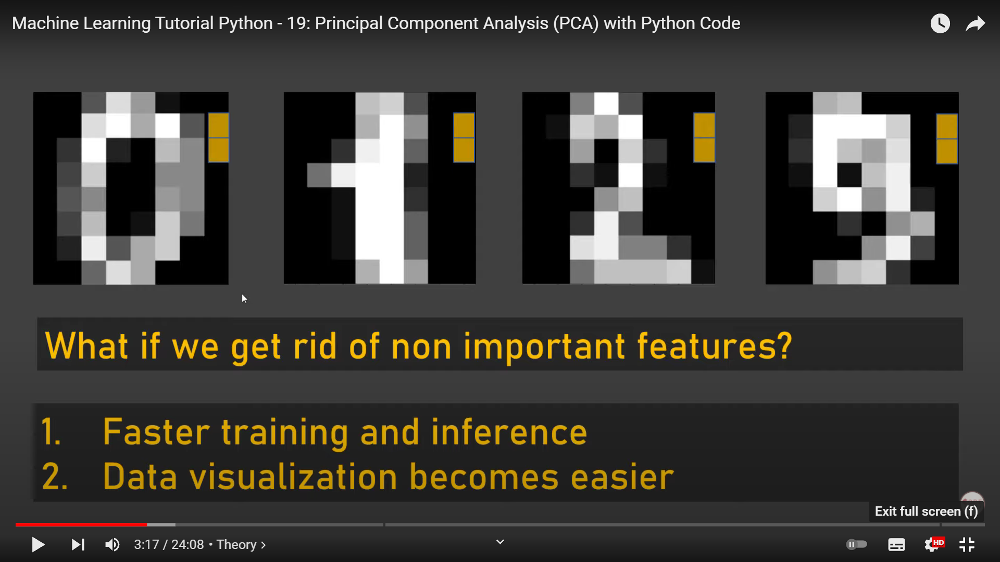 Machine Learning Tutorial Python - 19: Principal Component Analysis (PCA) with Python Code
What if we get rid of non important features?
1. Faster training and inference
2. Data visualization becomes easier
Exit full screen (f)
3:17 / 24:08 • Theory
HD